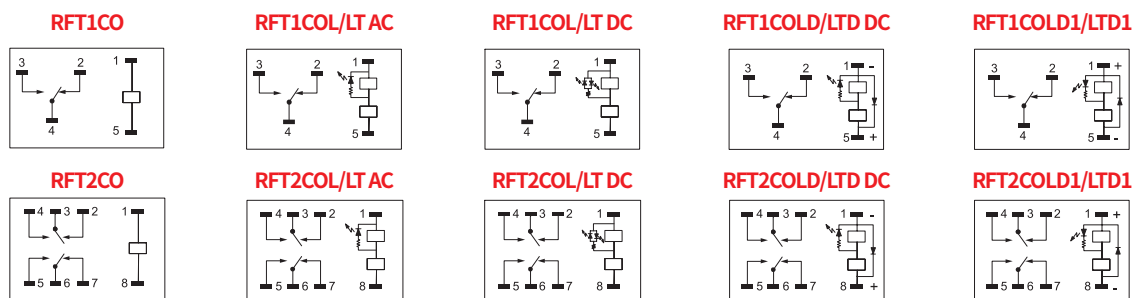 RFT1CO RFT1COL/LT AC RFT1COL/LT DC RFT1COLD/LTD DC RFT1COLD1/LTD1
3 2 1 3 2 1 3 2 1 3 2 1 - 3 2 1 +
4 5 4 5 4 5 4 5 + 4 5 -
RFT2CO RFT2COL/LT AC RFT2COL/LT DC RFT2COLD/LTD DC RFT2COLD1/LTD1
4 3 2 1 4 3 2 1 4 3 2 1 4 3 2 1 - 4 3 2 1 +
5 6 7 8 5 6 7 8 5 6 7 8 5 6 7 8 + 5 6 7 8 -